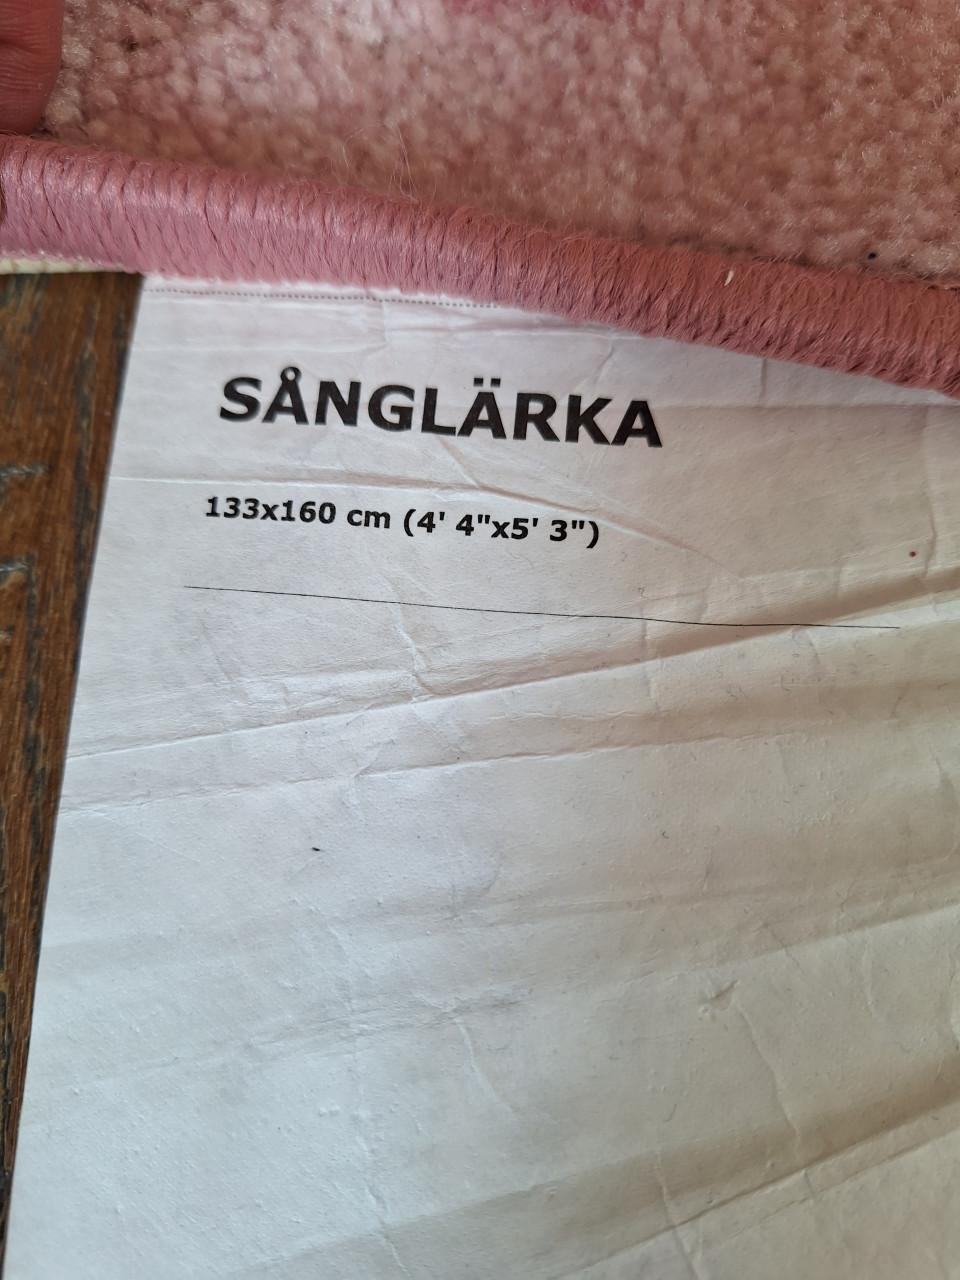 SÅNGLÄRKA
133x160 cm (4' 4"x5' 3")